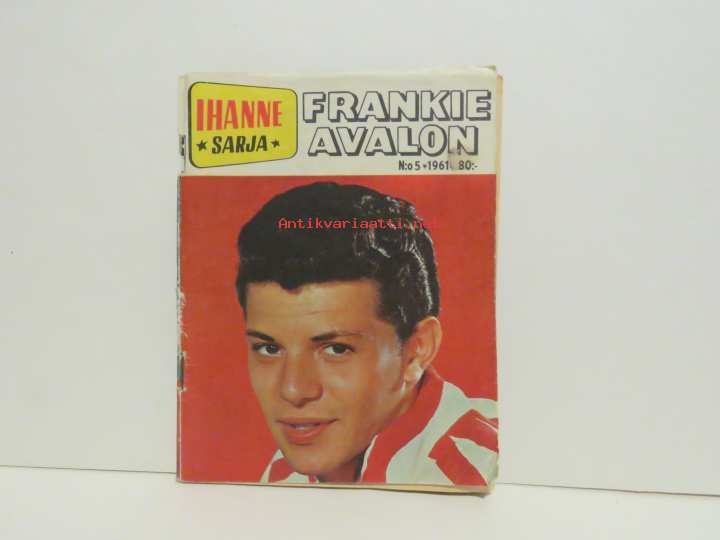 IHANNE
★ SARJA ★
FRANKIE
AVALON
N:o 5 • 1961 80:-
Antikvariaatti.net